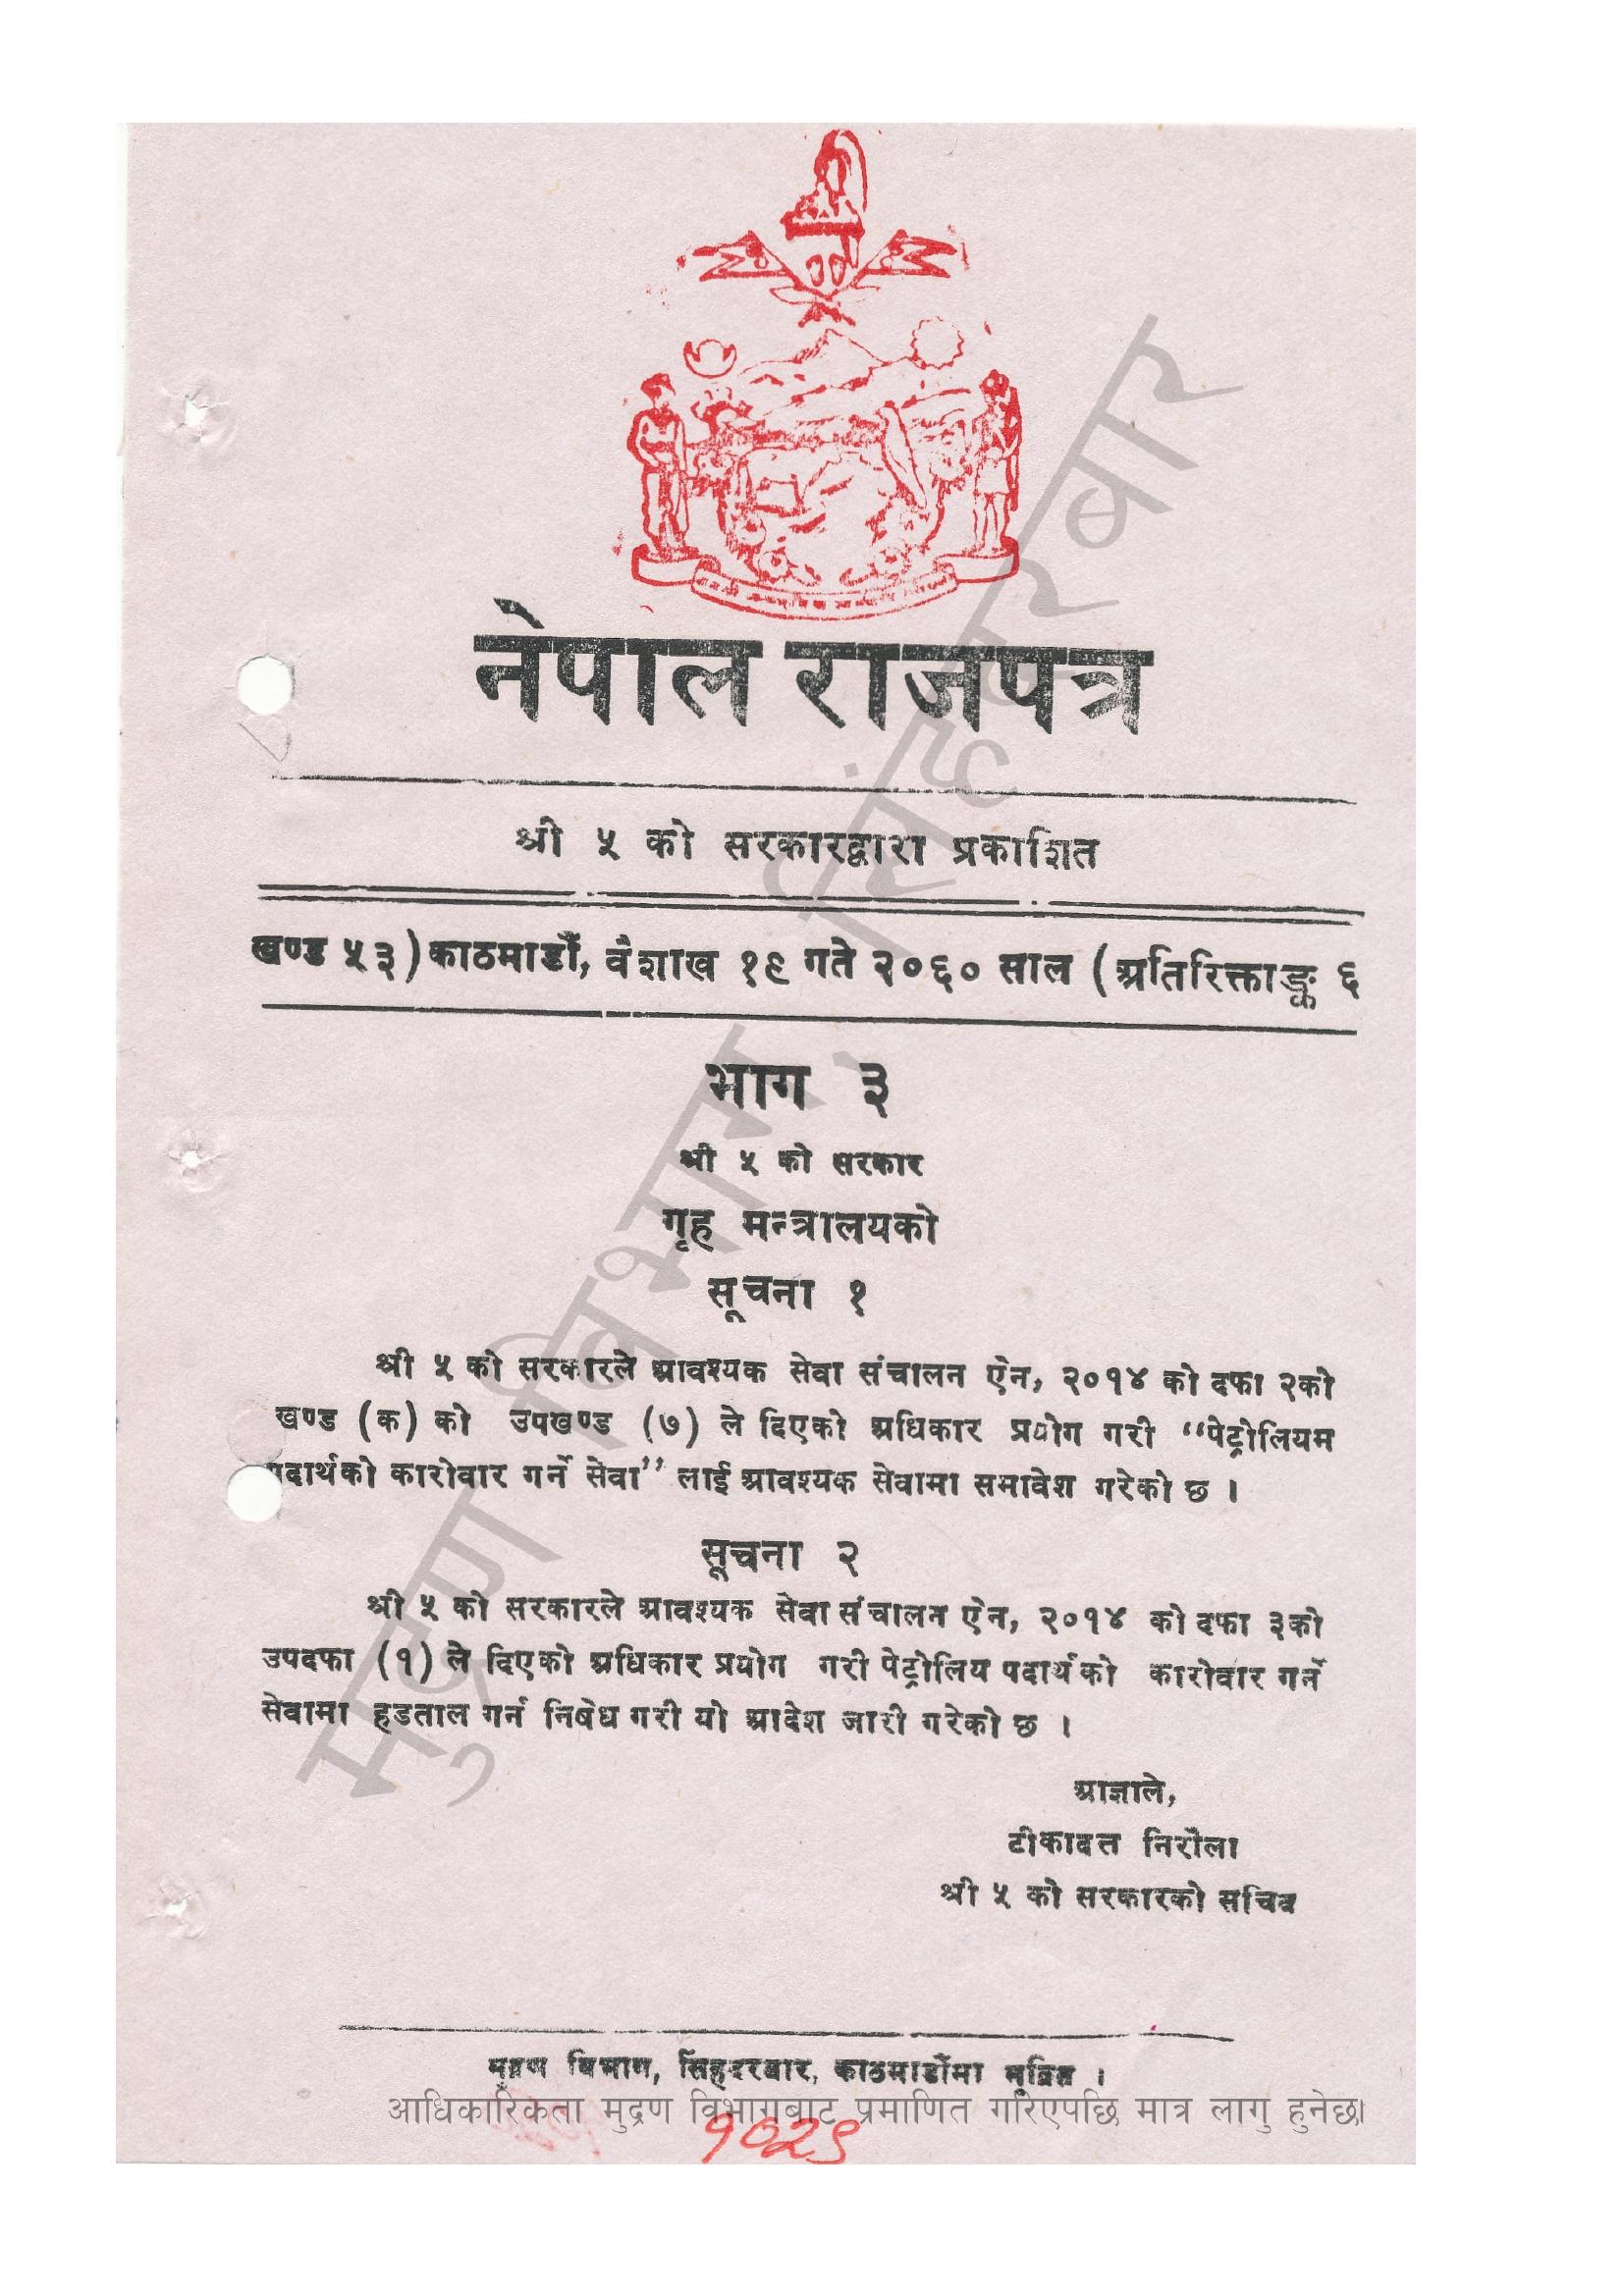 नेपाल राजपत्र
श्री ५ को सरकारद्वारा प्रकाशित
खण्ड ५३) काठमाडौं, वैशाख १९ गते २०६० साल (अतिरिक्ताङ्क ६
भाग ३
श्री ५ को सरकार
गृह मन्त्रालयको
सूचना १
श्री ५ को सरकारले आवश्यक सेवा संचालन ऐन, २०१४ को दफा २को
खण्ड (क) को उपखण्ड (७) ले दिएको अधिकार प्रयोग गरी “पेट्रोलियम
पदार्थको कारोवार गर्ने सेवा” लाई आवश्यक सेवामा समावेश गरेको छ ।
सूचना २
श्री ५ को सरकारले आवश्यक सेवा संचालन ऐन, २०१४ को दफा ३को
उपदफा (१) ले दिएको अधिकार प्रयोग गरी पेट्रोलिय पदार्थको कारोवार गर्ने
सेवामा हडताल गर्न निषेध गरी यो आदेश जारी गरेको छ ।
आज्ञाले,
टीकादत्त निरौला
श्री ५ को सरकारको सचिव
मुद्रण विभाग, सिंहदरवार, काठमाडौंमा मुद्रित ।
आधिकारिकता मुद्रण विभागबाट प्रमाणित गरिएपछि मात्र लागु हुनेछ।
१०२९
मुद्रण विभाग, सिंहदरवार